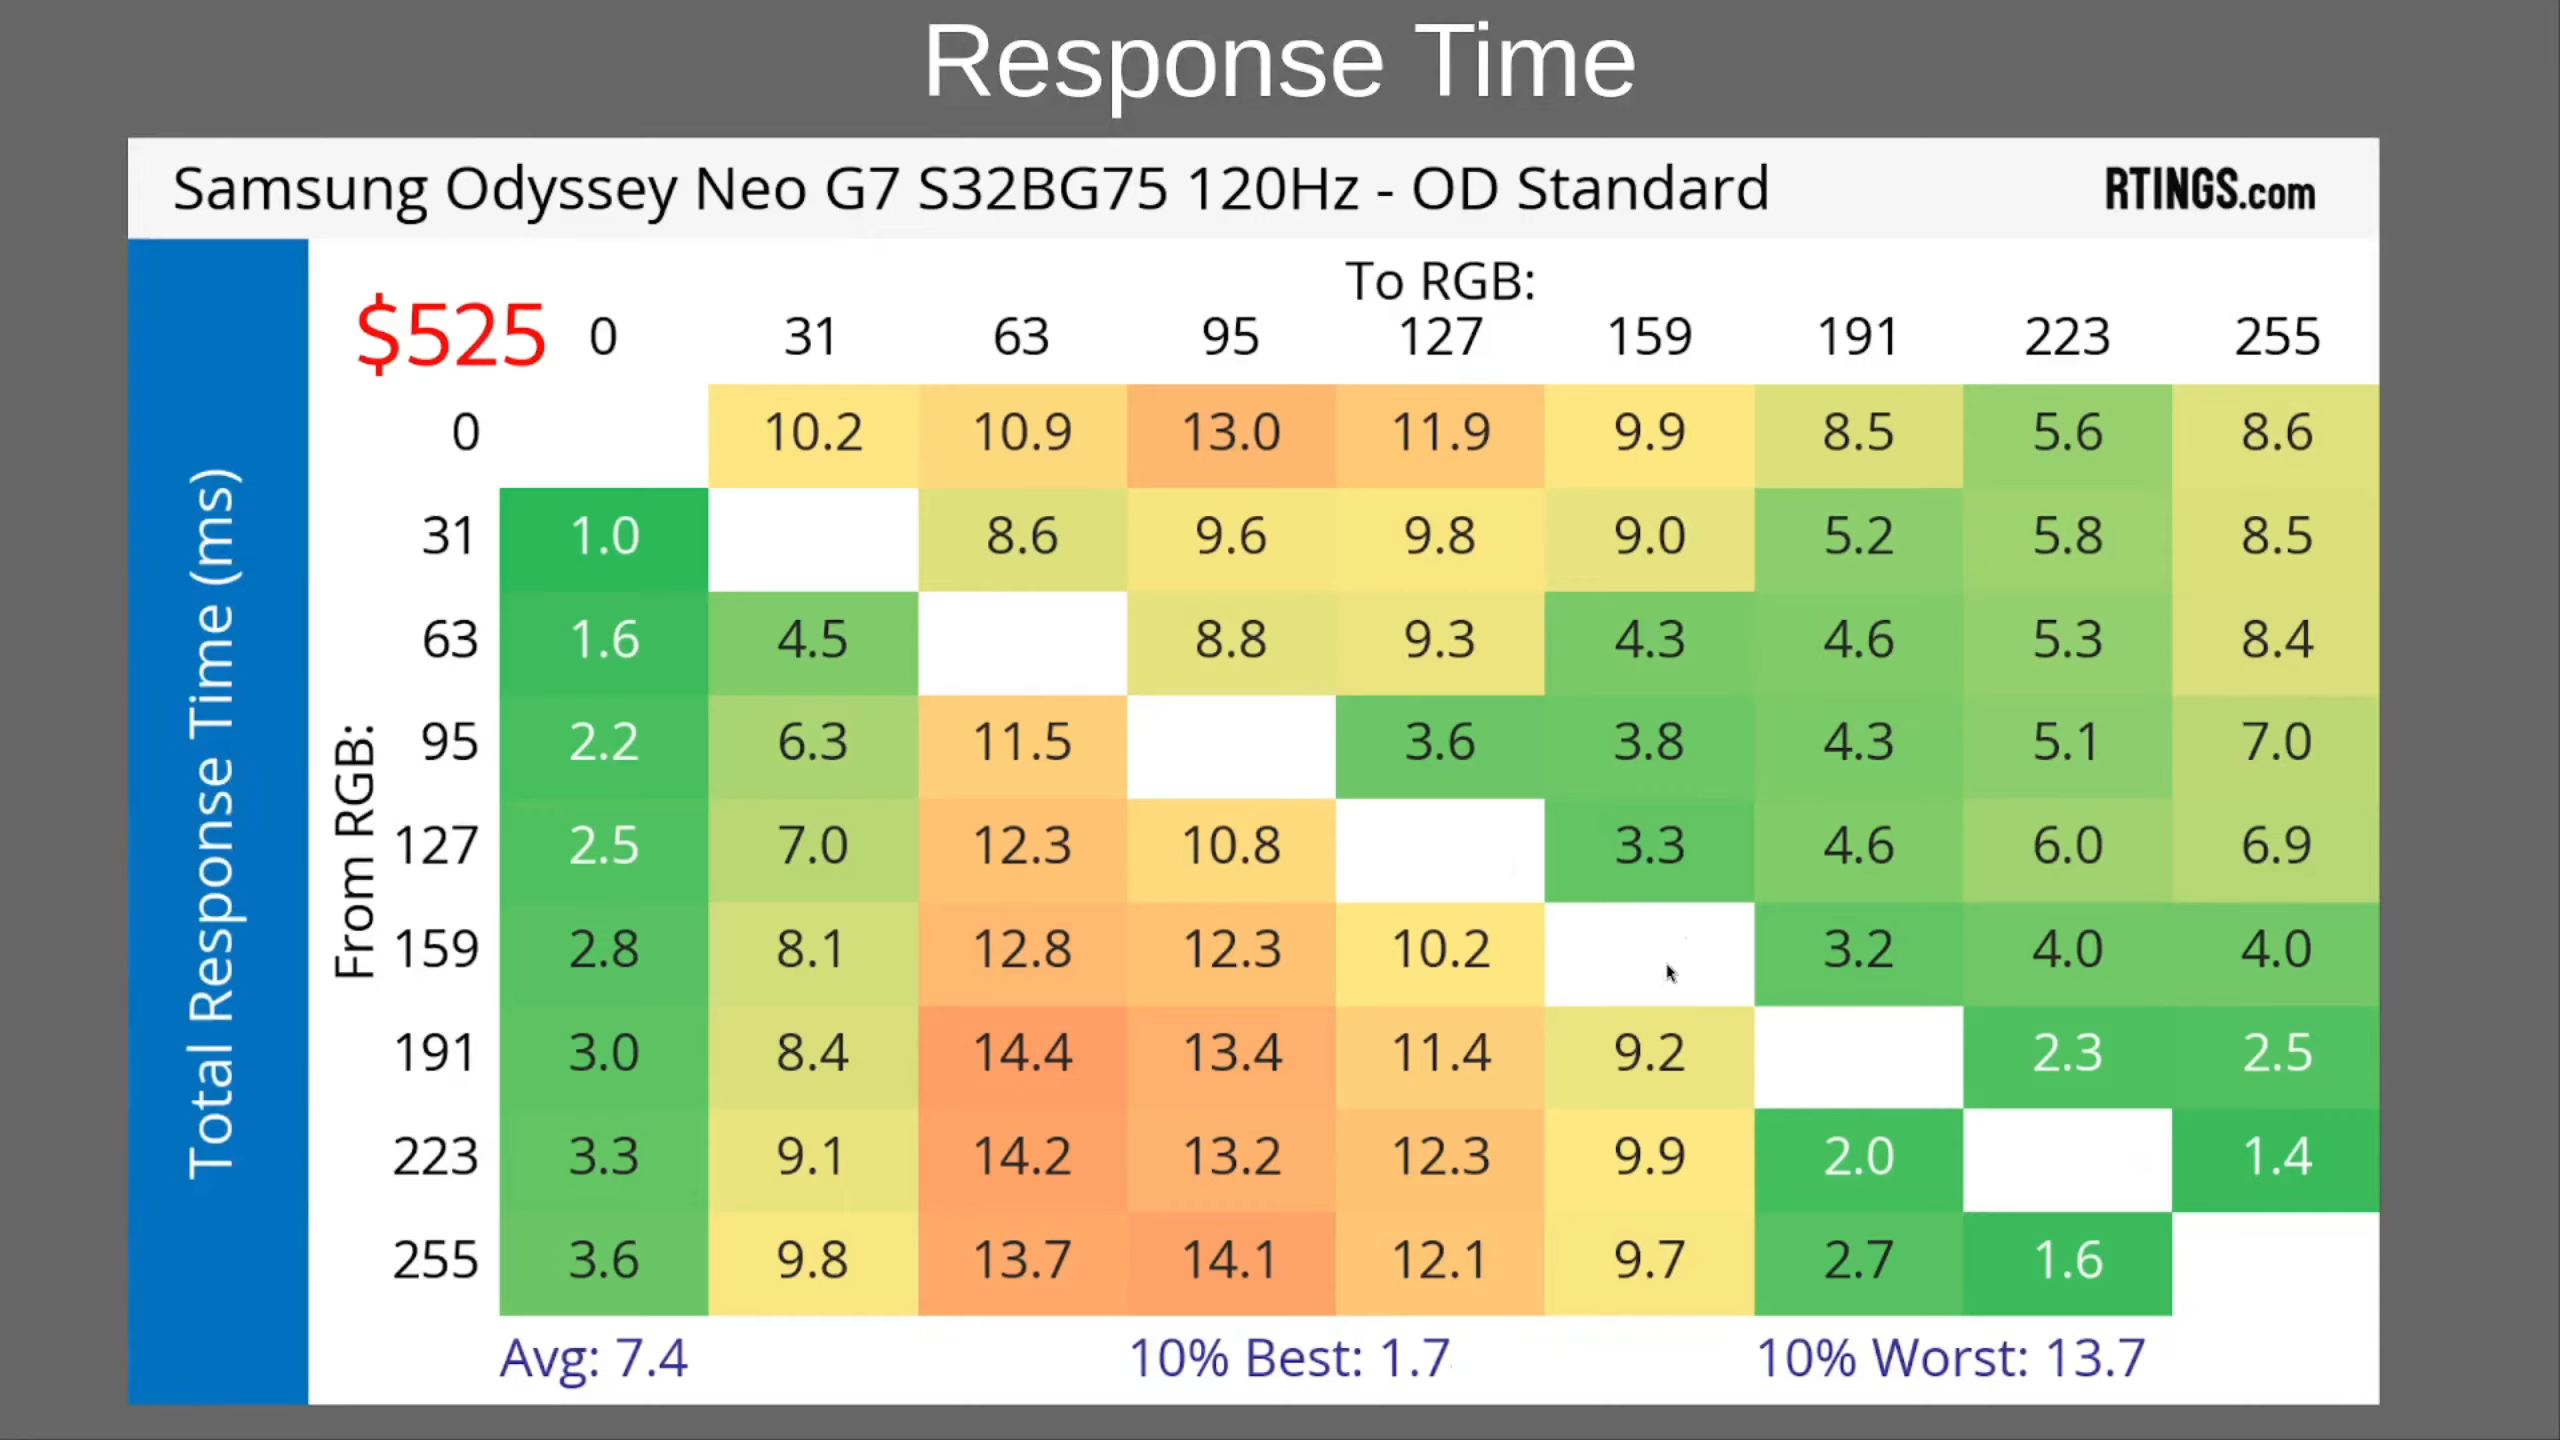 Response Time
Samsung Odyssey Neo G7 S32BG75 120Hz - OD Standard RTINGS.com
Total Response Time (ms)
$525
To RGB:
0 31 63 95 127 159 191 223 255
From RGB:
0 10.2 10.9 13.0 11.9 9.9 8.5 5.6 8.6
31 1.0 8.6 9.6 9.8 9.0 5.2 5.8 8.5
63 1.6 4.5 8.8 9.3 4.3 4.6 5.3 8.4
95 2.2 6.3 11.5 3.6 3.8 4.3 5.1 7.0
127 2.5 7.0 12.3 10.8 3.3 4.6 6.0 6.9
159 2.8 8.1 12.8 12.3 10.2 3.2 4.0 4.0
191 3.0 8.4 14.4 13.4 11.4 9.2 2.3 2.5
223 3.3 9.1 14.2 13.2 12.3 9.9 2.0 1.4
255 3.6 9.8 13.7 14.1 12.1 9.7 2.7 1.6
Avg: 7.4 10% Best: 1.7 10% Worst: 13.7